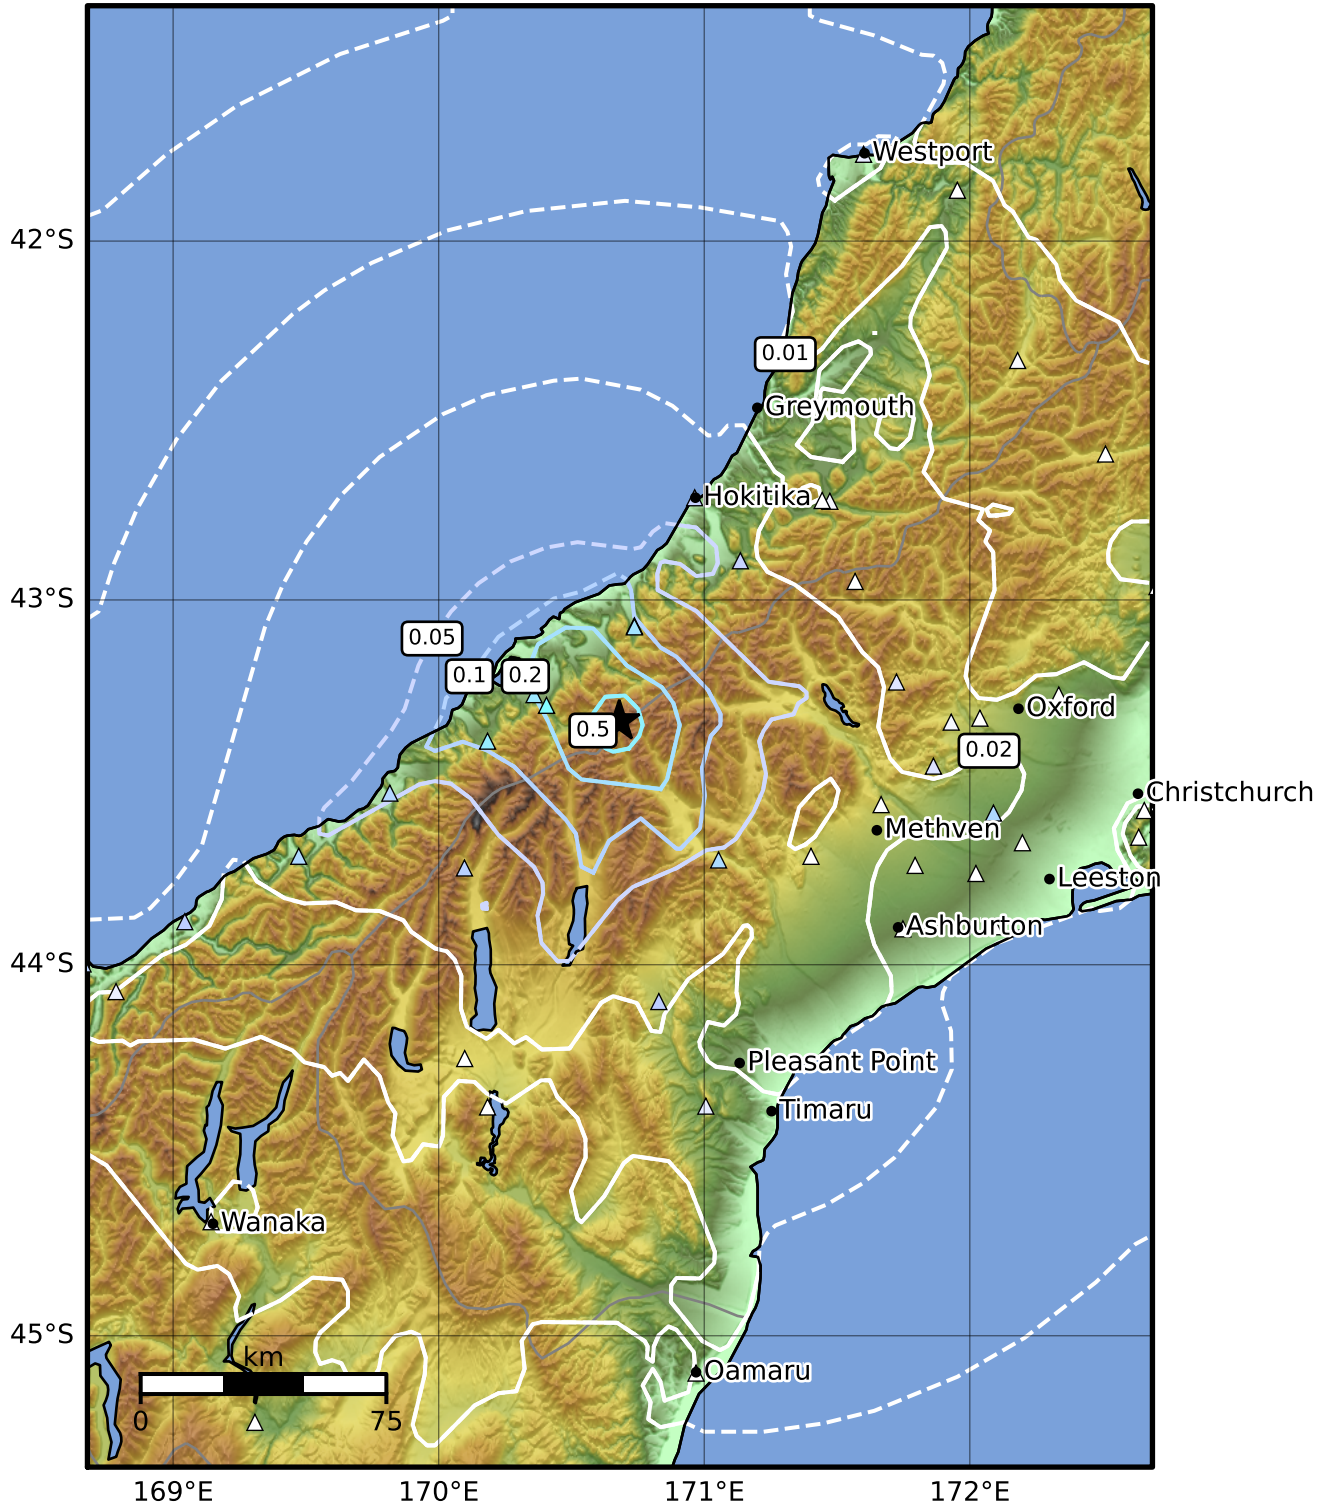 Westport
42°S
0.01
Greymouth
Hokitika
43°S
0.05
0.1
0.2
Oxford
0.5
0.02
Christchurch
Methven
Leeston
Ashburton
44°S
Pleasant Point
Timaru
Wanaka
45°S
km
Oamaru
0
75
169°E
170°E
171°E
172°E